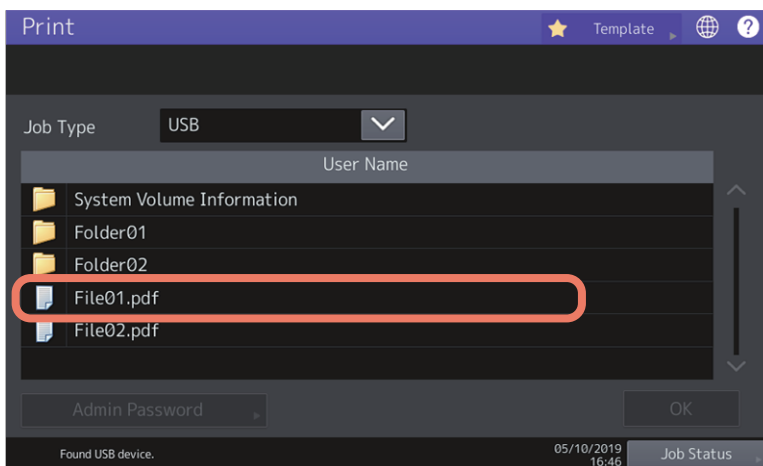 Print
Template
?
Job Type
USB
User Name
System Volume Information
Folder01
Folder02
File01.pdf
File02.pdf
Admin Password
OK
Found USB device.
05/10/2019
16:46
Job Status